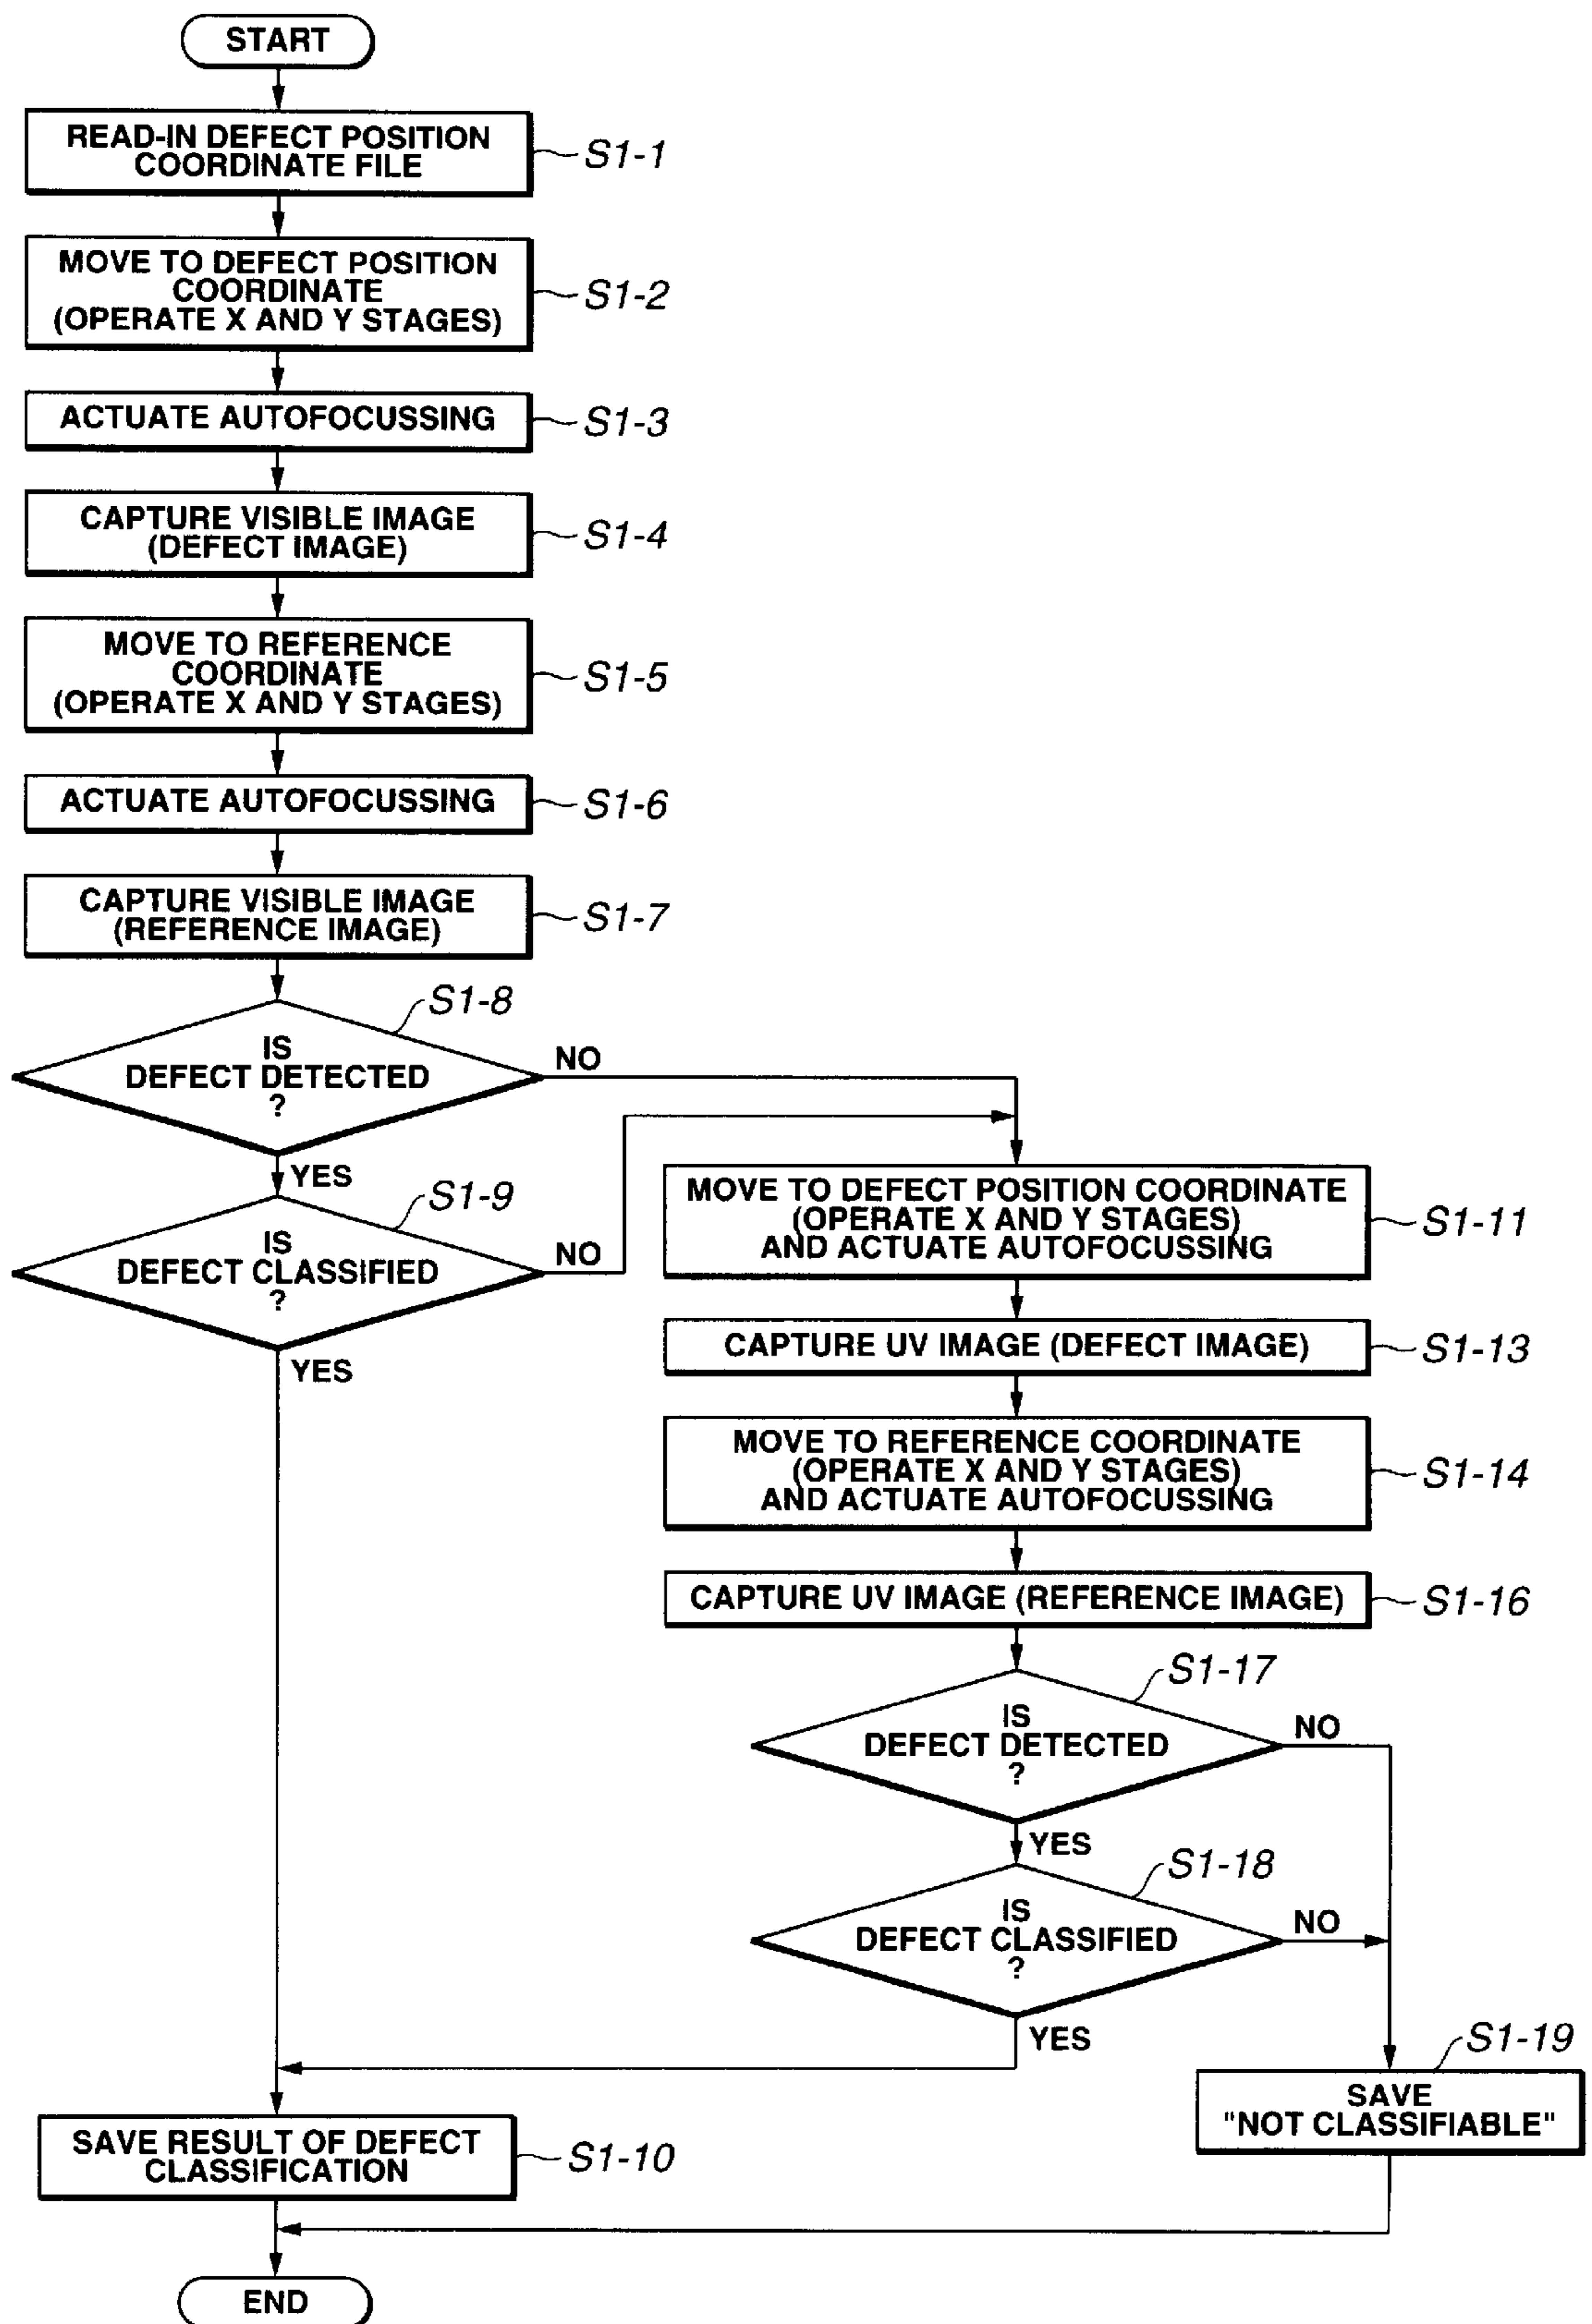 START
READ-IN DEFECT POSITION
COORDINATE FILE
S1-1
MOVE TO DEFECT POSITION
COORDINATE
(OPERATE X AND Y STAGES)
S1-2
ACTUATE AUTOFOCUSSING
S1-3
CAPTURE VISIBLE IMAGE
(DEFECT IMAGE)
S1-4
MOVE TO REFERENCE
COORDINATE
(OPERATE X AND Y STAGES)
S1-5
ACTUATE AUTOFOCUSSING
S1-6
CAPTURE VISIBLE IMAGE
(REFERENCE IMAGE)
S1-7
S1-8
IS
DEFECT DETECTED
?
NO
YES
S1-9
IS
DEFECT CLASSIFIED
?
NO
YES
MOVE TO DEFECT POSITION COORDINATE
(OPERATE X AND Y STAGES)
AND ACTUATE AUTOFOCUSSING
S1-11
CAPTURE UV IMAGE (DEFECT IMAGE)
S1-13
MOVE TO REFERENCE COORDINATE
(OPERATE X AND Y STAGES)
AND ACTUATE AUTOFOCUSSING
S1-14
CAPTURE UV IMAGE (REFERENCE IMAGE)
S1-16
S1-17
IS
DEFECT DETECTED
?
NO
YES
S1-18
IS
DEFECT CLASSIFIED
?
NO
YES
S1-19
SAVE
"NOT CLASSIFIABLE"
SAVE RESULT OF DEFECT
CLASSIFICATION
S1-10
END